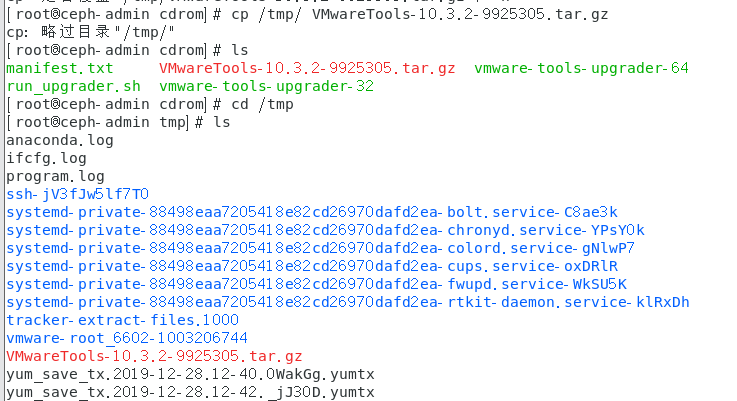 [root@ceph-admin cdrom]# cp /tmp/ VMwareTools-10.3.2-9925305.tar.gz
cp: 略过目录"/tmp/"
[root@ceph-admin cdrom]# ls
manifest.txt VMwareTools-10.3.2-9925305.tar.gz vmware-tools-upgrader-64
run_upgrader.sh vmware-tools-upgrader-32
[root@ceph-admin cdrom]# cd /tmp
[root@ceph-admin tmp]# ls
anaconda.log
ifcfg.log
program.log
ssh-jV3fJw5lf7T0
systemd-private-88498eaa7205418e82cd26970dafd2ea-bolt.service-C8ae3k
systemd-private-88498eaa7205418e82cd26970dafd2ea-chronyd.service-YPsY0k
systemd-private-88498eaa7205418e82cd26970dafd2ea-colord.service-gNlwP7
systemd-private-88498eaa7205418e82cd26970dafd2ea-cups.service-oxDRlR
systemd-private-88498eaa7205418e82cd26970dafd2ea-fwupd.service-WkSU5K
systemd-private-88498eaa7205418e82cd26970dafd2ea-rtkit-daemon.service-klRxDh
tracker-extract-files.1000
vmware-root_6602-1003206744
VMwareTools-10.3.2-9925305.tar.gz
yum_save_tx.2019-12-28.12-40.0WakGg.yumtx
yum_save_tx.2019-12-28.12-42._jJ30D.yumtx